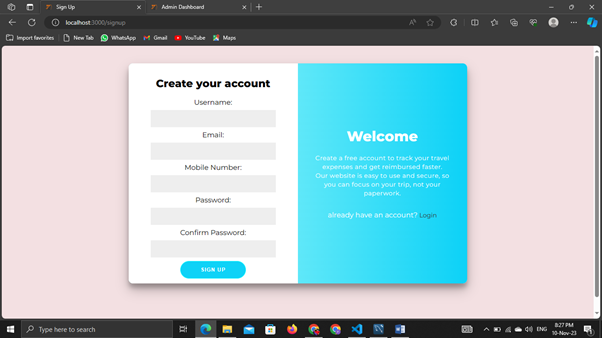 Sign Up
Admin Dashboard
localhost:3000/signup
Import favorites
New Tab
WhatsApp
Gmail
YouTube
Maps
Create your account
Username:
Email:
Mobile Number:
Password:
Confirm Password:
SIGN UP
Welcome
Create a free account to track your travel
expenses and get reimbursed faster.
Our website is easy to use and secure, so
you can focus on your trip, not your
paperwork.
already have an account? Login
Type here to search
ENG
8:27 PM
10-Nov-23